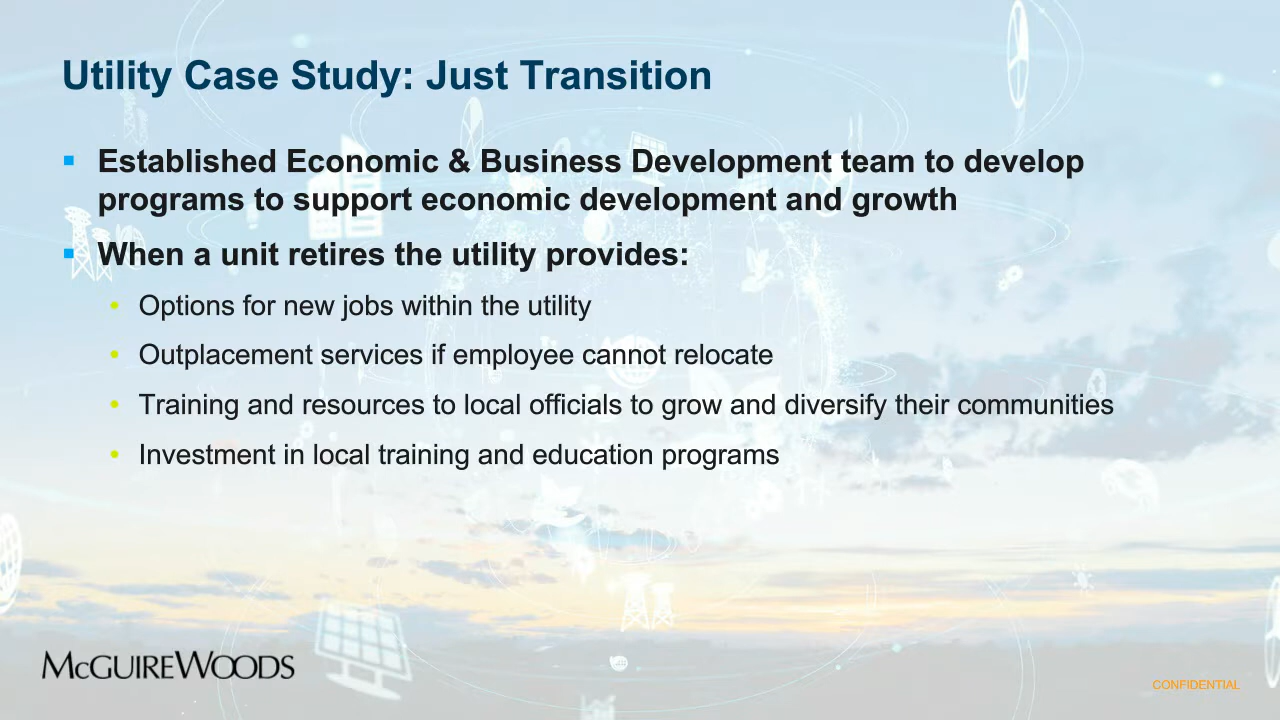 Utility Case Study: Just Transition
Established Economic & Business Development team to develop
programs to support economic development and growth
When a unit retires the utility provides:
Options for new jobs within the utility
Outplacement services if employee cannot relocate
Training and resources to local officials to grow and diversify their communities
Investment in local training and education programs
McGuireWoods
CONFIDENTIAL